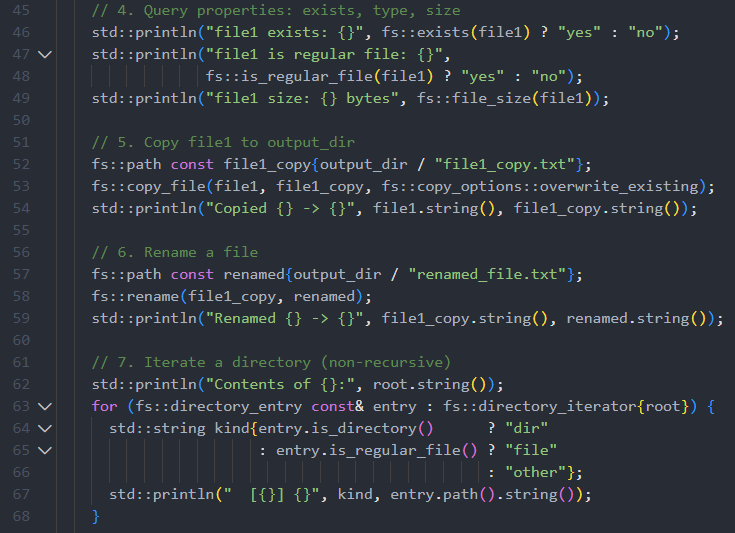 45 // 4. Query properties: exists, type, size
46 std::println("file1 exists: {}", fs::exists(file1) ? "yes" : "no");
47 std::println("file1 is regular file: {}",
48 fs::is_regular_file(file1) ? "yes" : "no");
49 std::println("file1 size: {} bytes", fs::file_size(file1));
50
51 // 5. Copy file1 to output_dir
52 fs::path const file1_copy{output_dir / "file1_copy.txt"};
53 fs::copy_file(file1, file1_copy, fs::copy_options::overwrite_existing);
54 std::println("Copied {} -> {}", file1.string(), file1_copy.string());
55
56 // 6. Rename a file
57 fs::path const renamed{output_dir / "renamed_file.txt"};
58 fs::rename(file1_copy, renamed);
59 std::println("Renamed {} -> {}", file1_copy.string(), renamed.string());
60
61 // 7. Iterate a directory (non-recursive)
62 std::println("Contents of {}:", root.string());
63 for (fs::directory_entry const& entry : fs::directory_iterator{root}) {
64 std::string kind{entry.is_directory() ? "dir"
65 : entry.is_regular_file() ? "file"
66 : "other"};
67 std::println("  [{}] {}", kind, entry.path().string());
68 }